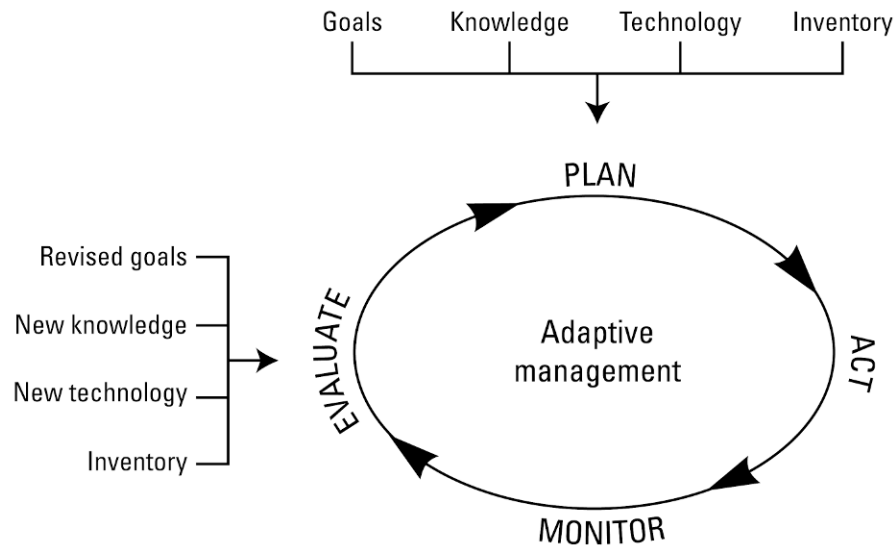 Goals Knowledge Technology Inventory
PLAN
Revised goals
New knowledge
New technology
Inventory
EVALUATE
Adaptive
management
ACT
MONITOR